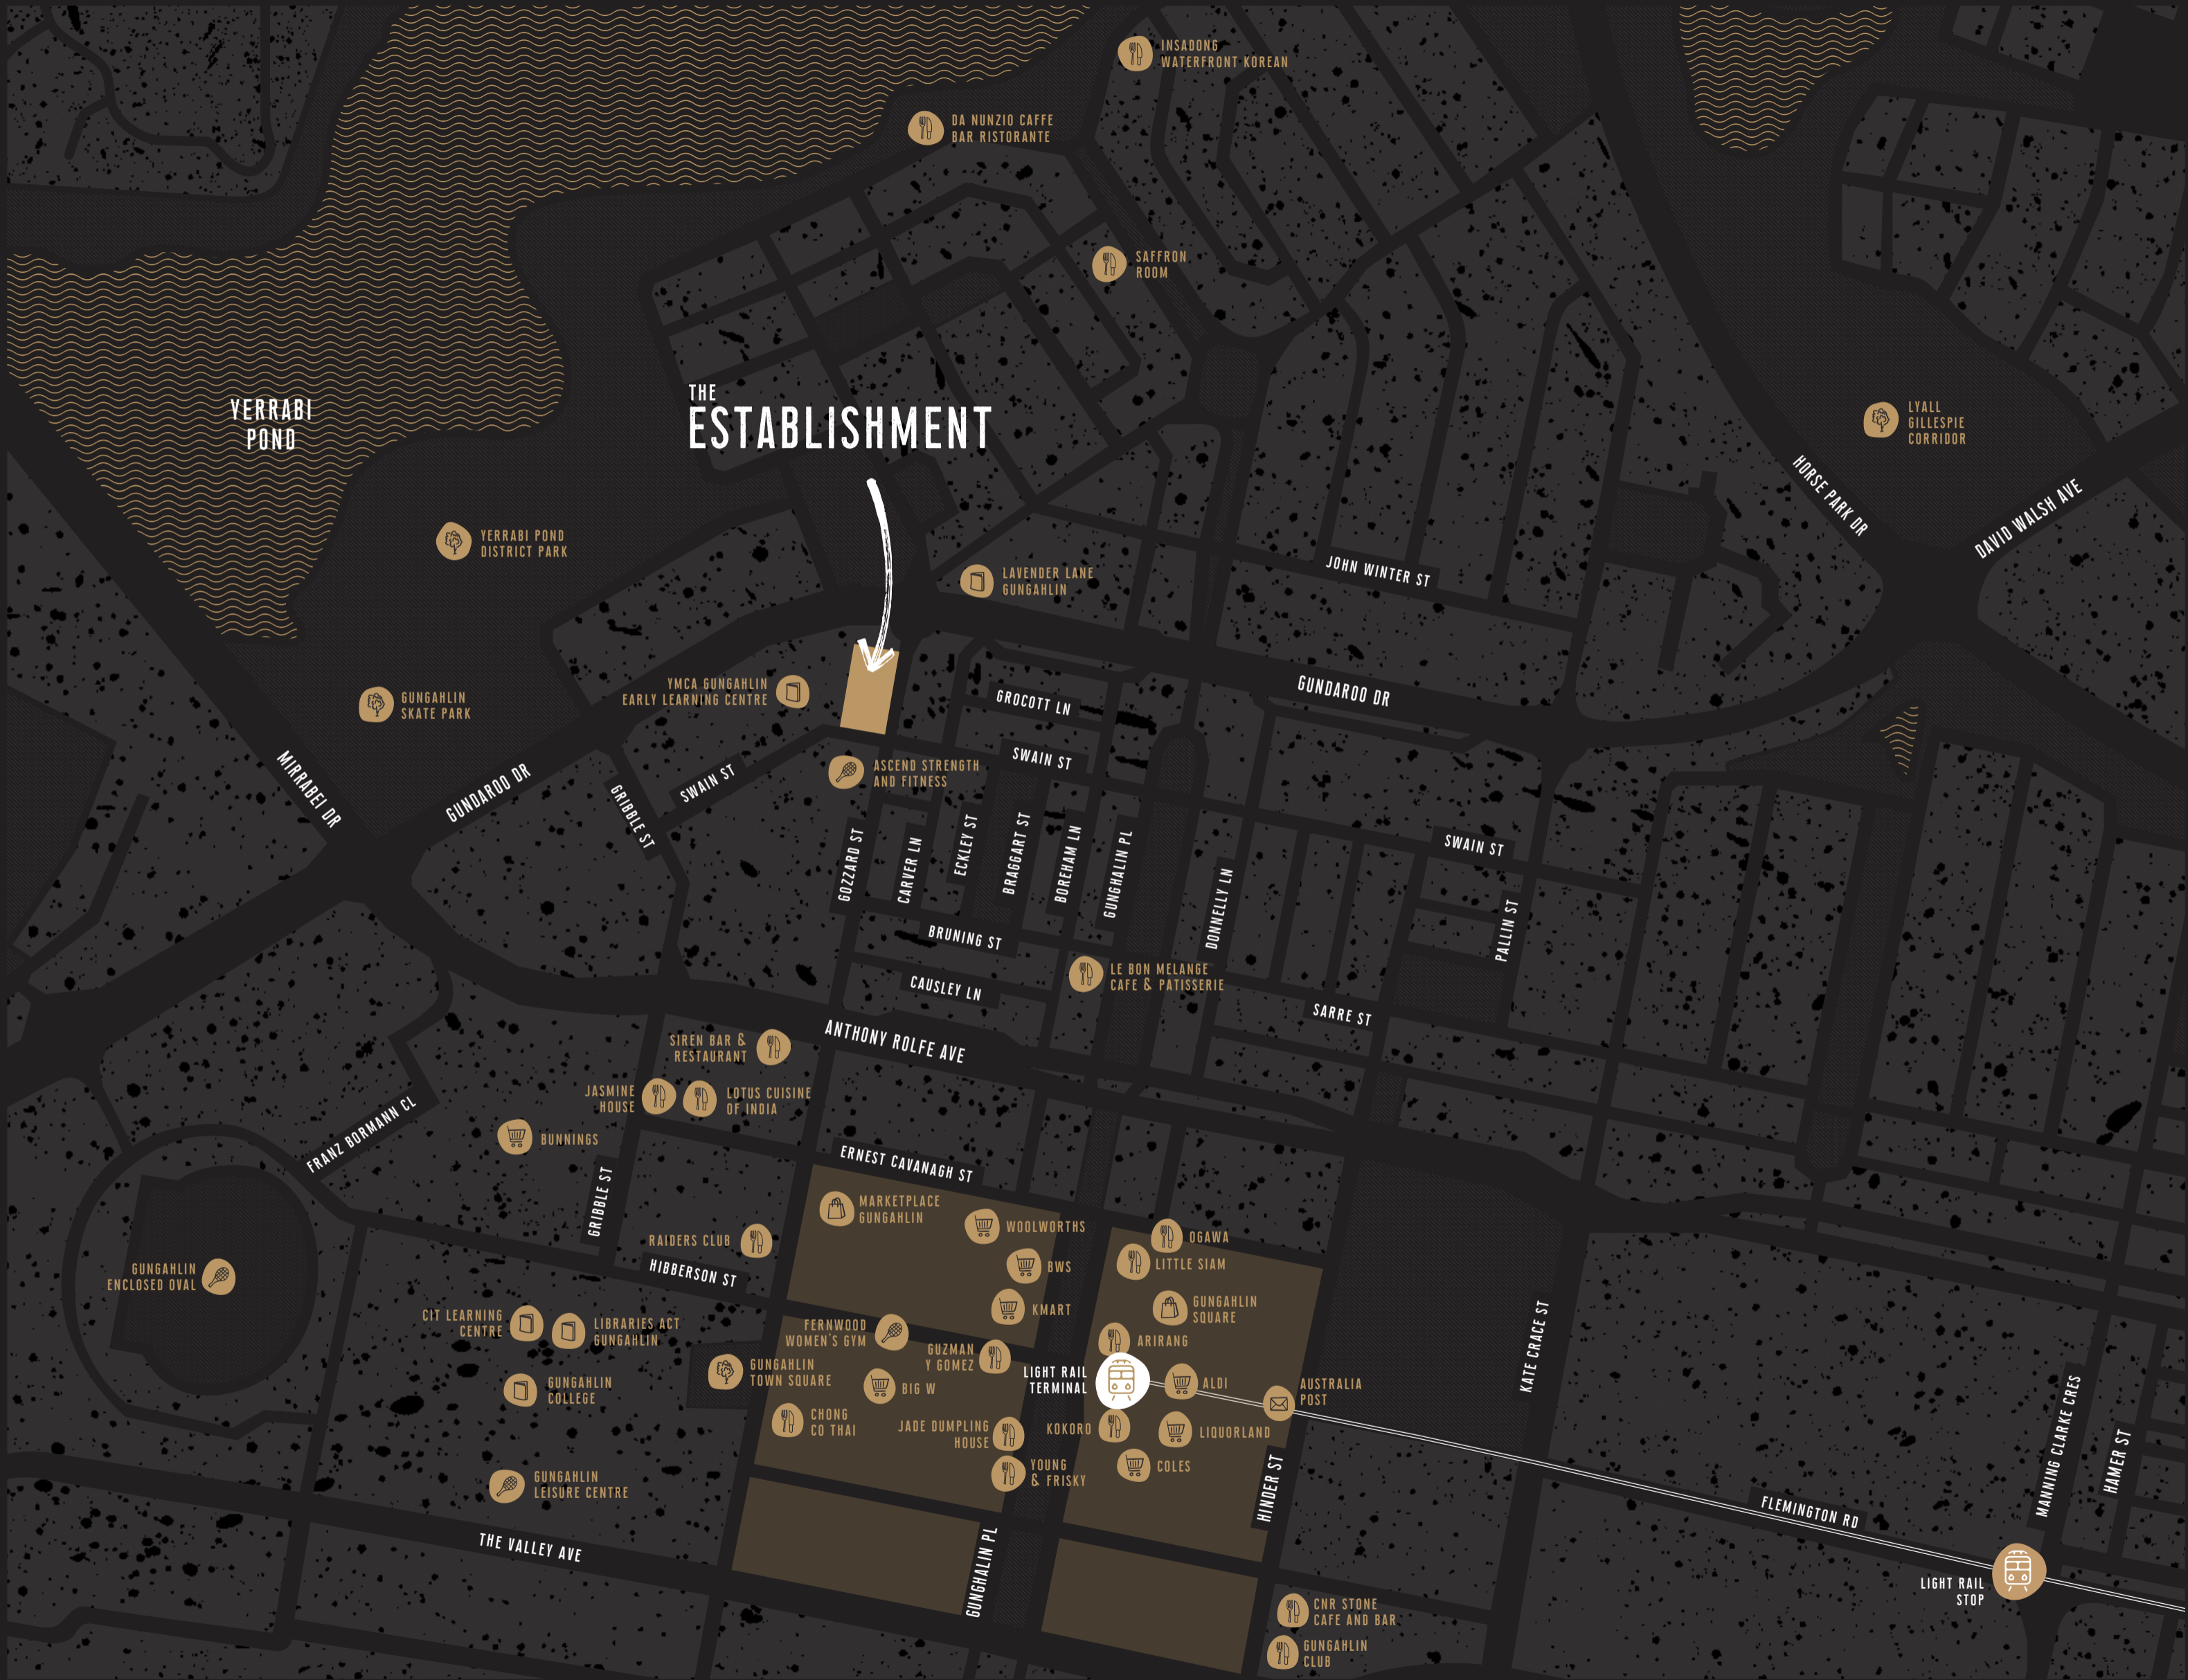 INSADONG
WATERFRONT KOREAN
DA NUNZIO CAFFE
BAR RISTORANTE
SAFFRON
ROOM
YERRABI
POND
THE
ESTABLISHMENT
LYALL
GILLESPIE
CORRIDOR
HORSE PARK DR
DAVID WALSH AVE
YERRABI POND
DISTRICT PARK
LAVENDER LANE
GUNGAHLIN
JOHN WINTER ST
GUNGAHLIN
SKATE PARK
YMCA GUNGAHLIN
EARLY LEARNING CENTRE
GROCOTT LN
GUNDAROO DR
SWAIN ST
MIRRABEI DR
GUNDAROO DR
GRIBBLE ST
SWAIN ST
ASCEND STRENGTH
AND FITNESS
GOZZARD ST
CARVER LN
ECKLEY ST
BRAGGART ST
BOREHAM LN
GUNGHALIN PL
DONNELLY LN
SWAIN ST
PALLIN ST
BRUNING ST
CAUSLEY LN
LE BON MELANGE
CAFE & PATISSERIE
SARRE ST
ANTHONY ROLFE AVE
SIREN BAR &
RESTAURANT
JASMINE
HOUSE
LOTUS CUISINE
OF INDIA
FRANZ BORMANN CL
BUNNINGS
GRIBBLE ST
ERNEST CAVANAGH ST
MARKETPLACE
GUNGAHLIN
WOOLWORTHS
OGAWA
RAIDERS CLUB
BWS
LITTLE SIAM
GUNGAHLIN
ENCLOSED OVAL
HIBBERSON ST
KMART
GUNGAHLIN
SQUARE
CIT LEARNING
CENTRE
LIBRARIES ACT
GUNGAHLIN
FERNWOOD
WOMEN'S GYM
GUZMAN
Y GOMEZ
ARIRANG
KATE CRACE ST
GUNGAHLIN
TOWN SQUARE
BIG W
LIGHT RAIL
TERMINAL
ALDI
AUSTRALIA
POST
GUNGAHLIN
COLLEGE
CHONG
CO THAI
JADE DUMPLING
HOUSE
KOKORO
LIQUORLAND
MANNING CLARKE CRES
HAMER ST
GUNGAHLIN
LEISURE CENTRE
YOUNG
& FRISKY
COLES
HINDER ST
FLEMINGTON RD
THE VALLEY AVE
GUNGHALIN PL
LIGHT RAIL
STOP
CNR STONE
CAFE AND BAR
GUNGAHLIN
CLUB